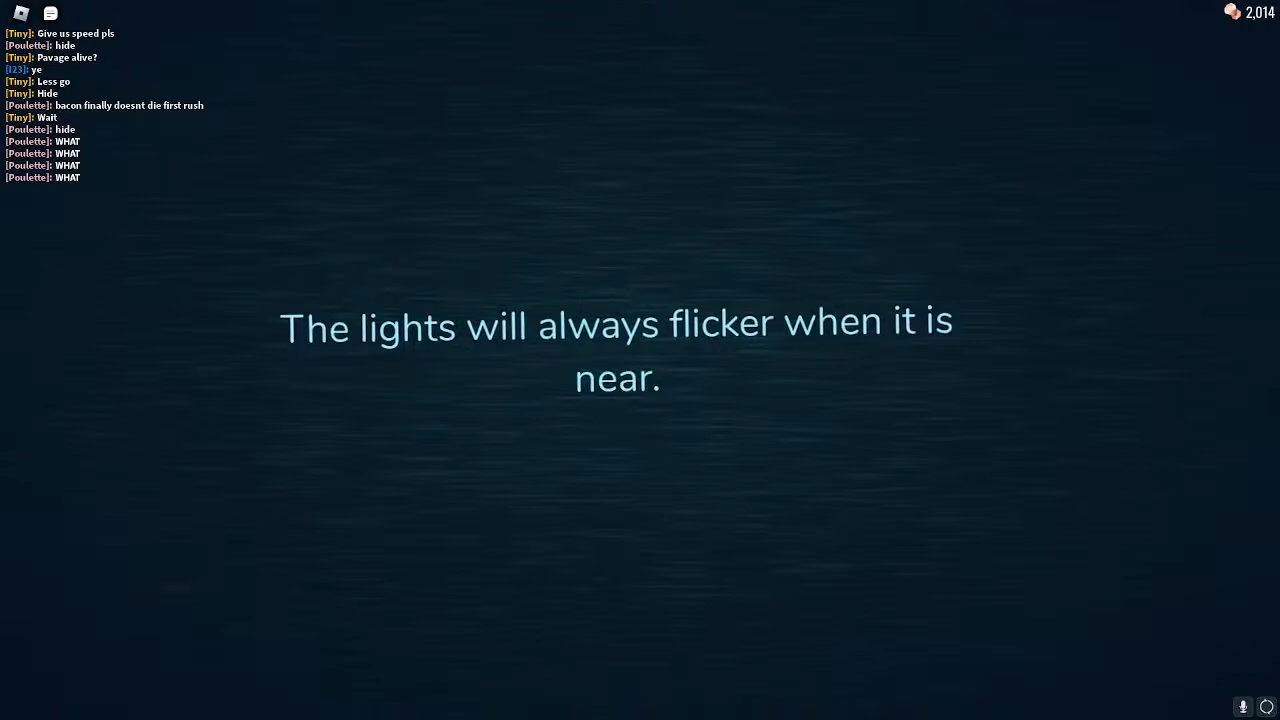 2,014
[Tiny]: Give us speed pls
[Poulette]: hide
[Tiny]: Pavage alive?
[I23]: ye
[Tiny]: Less go
[Tiny]: Hide
[Poulette]: bacon finally doesnt die first rush
[Tiny]: Wait
[Poulette]: hide
[Poulette]: WHAT
[Poulette]: WHAT
[Poulette]: WHAT
[Poulette]: WHAT
The lights will always flicker when it is
near.